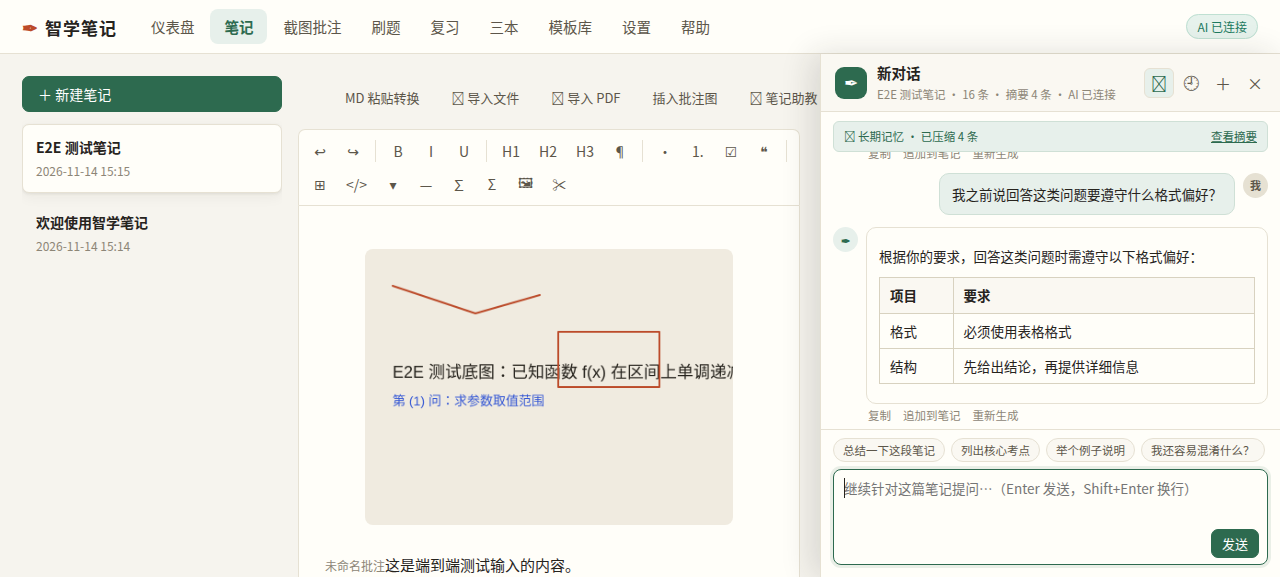 智学笔记 仪表盘 笔记 截图批注 刷题 复习 三本 模板库 设置 帮助 AI 已连接
＋ 新建笔记
E2E 测试笔记
2026-11-14 15:15
欢迎使用智学笔记
2026-11-14 15:14
MD 粘贴转换 导入文件 导入 PDF 插入批注图 笔记助教
B I U H1 H2 H3 ¶ • 1. ☑ ❝
⊞ </> ▾ — ∑ Σ
E2E 测试底图：已知函数 f(x) 在区间上单调递
第 (1) 问：求参数取值范围
未命名批注这是端到端测试输入的内容。
新对话
E2E 测试笔记 · 16 条 · 摘要 4 条 · AI 已连接
长期记忆 · 已压缩 4 条 查看摘要
复制 追加到笔记 重新生成
我之前说回答这类问题要遵守什么格式偏好？ 我
根据你的要求，回答这类问题时需遵守以下格式偏好：
项目 要求
格式 必须使用表格格式
结构 先给出结论，再提供详细信息
复制 追加到笔记 重新生成
总结一下这段笔记 列出核心考点 举个例子说明 我还容易混淆什么？
继续针对这篇笔记提问…（Enter 发送，Shift+Enter 换行）
发送